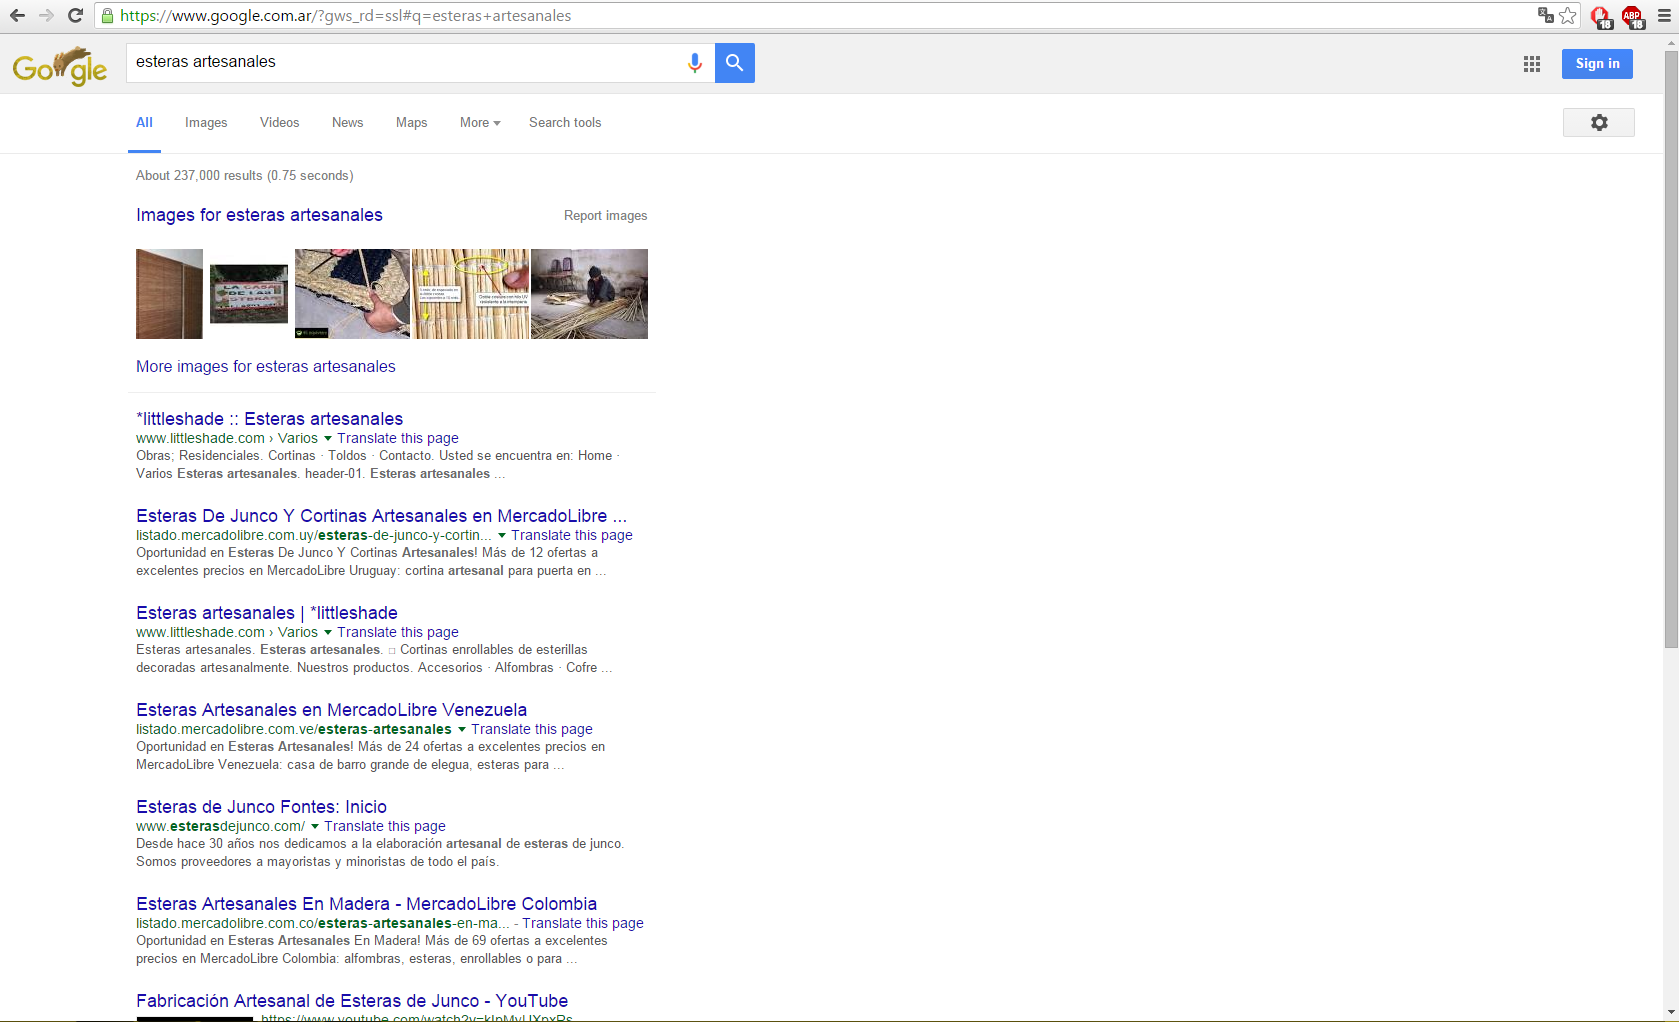 https://www.google.com.ar/?gws_rd=ssl#q=esteras+artesanales
18
ABP
18
Google
esteras artesanales
Sign in
All
Images
Videos
News
Maps
More
Search tools
About 237,000 results (0.75 seconds)
Images for esteras artesanales
Report images
LA CASA
DE LAS
More images for esteras artesanales
*littleshade :: Esteras artesanales
www.littleshade.com › Varios Translate this page
Obras; Residenciales. Cortinas · Toldos · Contacto. Usted se encuentra en: Home ·
Varios Esteras artesanales. header-01. Esteras artesanales ...
Esteras De Junco Y Cortinas Artesanales en MercadoLibre ...
listado.mercadolibre.com.uy/esteras-de-junco-y-cortin... Translate this page
Oportunidad en Esteras De Junco Y Cortinas Artesanales! Más de 12 ofertas a
excelentes precios en MercadoLibre Uruguay: cortina artesanal para puerta en ...
Esteras artesanales | *littleshade
www.littleshade.com › Varios Translate this page
Esteras artesanales. Esteras artesanales. □ Cortinas enrollables de esterillas
decoradas artesanalmente. Nuestros productos. Accesorios · Alfombras · Cofre ...
Esteras Artesanales en MercadoLibre Venezuela
listado.mercadolibre.com.ve/esteras-artesanales Translate this page
Oportunidad en Esteras Artesanales! Más de 24 ofertas a excelentes precios en
MercadoLibre Venezuela: casa de barro grande de elegua, esteras para ...
Esteras de Junco Fontes: Inicio
www.esterasdejunco.com/ Translate this page
Desde hace 30 años nos dedicamos a la elaboración artesanal de esteras de junco.
Somos proveedores a mayoristas y minoristas de todo el país.
Esteras Artesanales En Madera - MercadoLibre Colombia
listado.mercadolibre.com.co/esteras-artesanales-en-ma... - Translate this page
Oportunidad en Esteras Artesanales En Madera! Más de 69 ofertas a excelentes
precios en MercadoLibre Colombia: alfombras, esteras, enrollables o para ...
Fabricación Artesanal de Esteras de Junco - YouTube